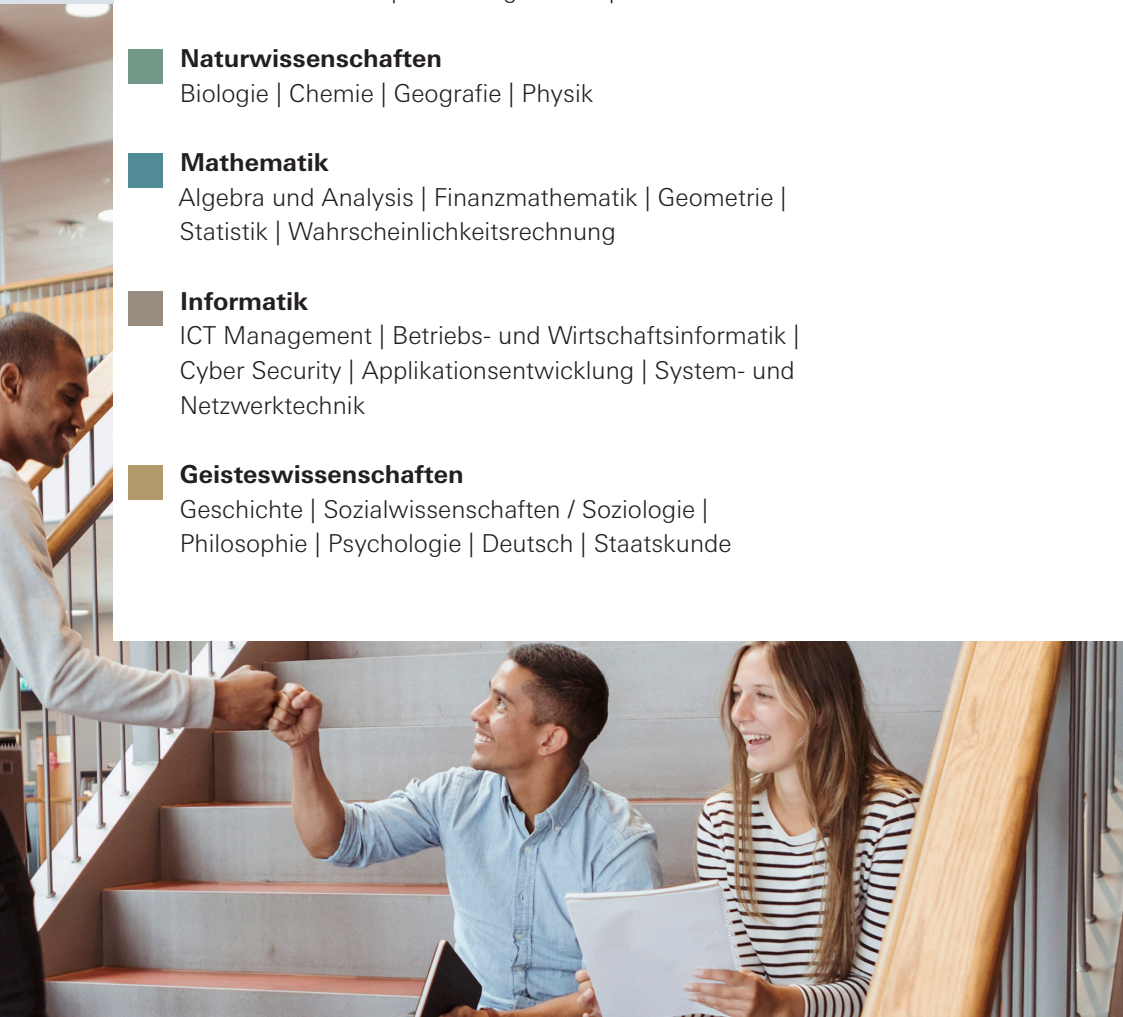 Naturwissenschaften
Biologie | Chemie | Geografie | Physik
Mathematik
Algebra und Analysis | Finanzmathematik | Geometrie |
Statistik | Wahrscheinlichkeitsrechnung
Informatik
ICT Management | Betriebs- und Wirtschaftsinformatik |
Cyber Security | Applikationsentwicklung | System- und
Netzwerktechnik
Geisteswissenschaften
Geschichte | Sozialwissenschaften / Soziologie |
Philosophie | Psychologie | Deutsch | Staatskunde